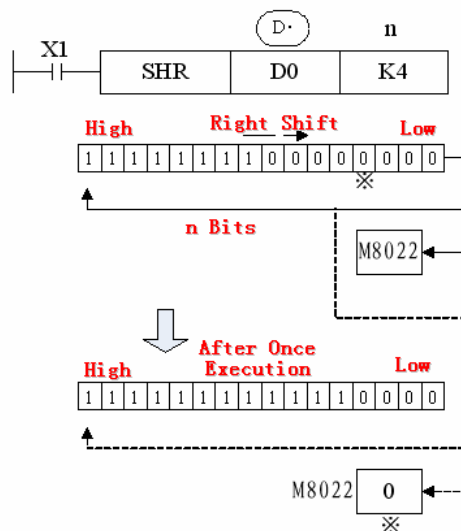 D· n
X1
SHR D0 K4
High Right Shift Low
1 1 1 1 1 1 1 1 0 0 0 0 0 0 0 0
※
n Bits
M8022
After Once
High Execution Low
1 1 1 1 1 1 1 1 1 1 1 1 0 0 0 0
M8022 0
※